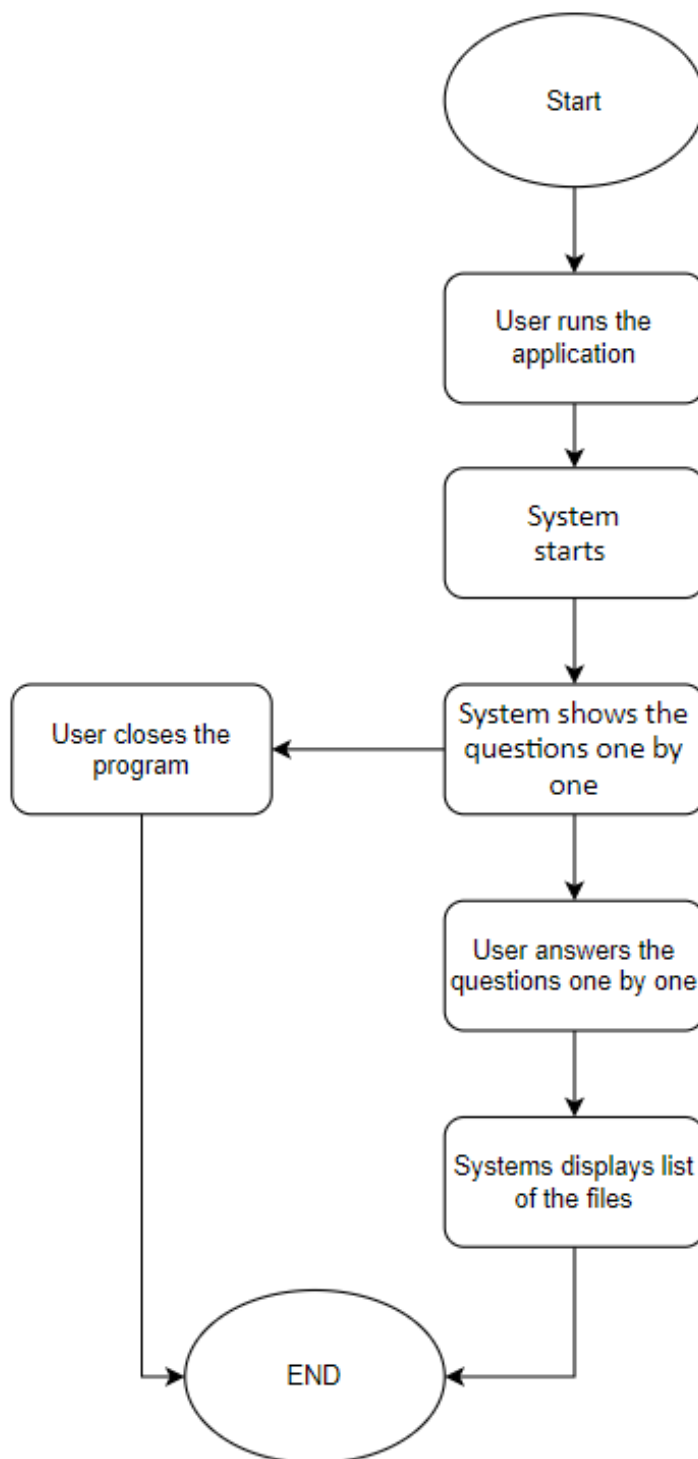 Start
User runs the
application
System
starts
System shows the
questions one by
one
User closes the
program
User answers the
questions one by one
Systems displays list
of the files
END